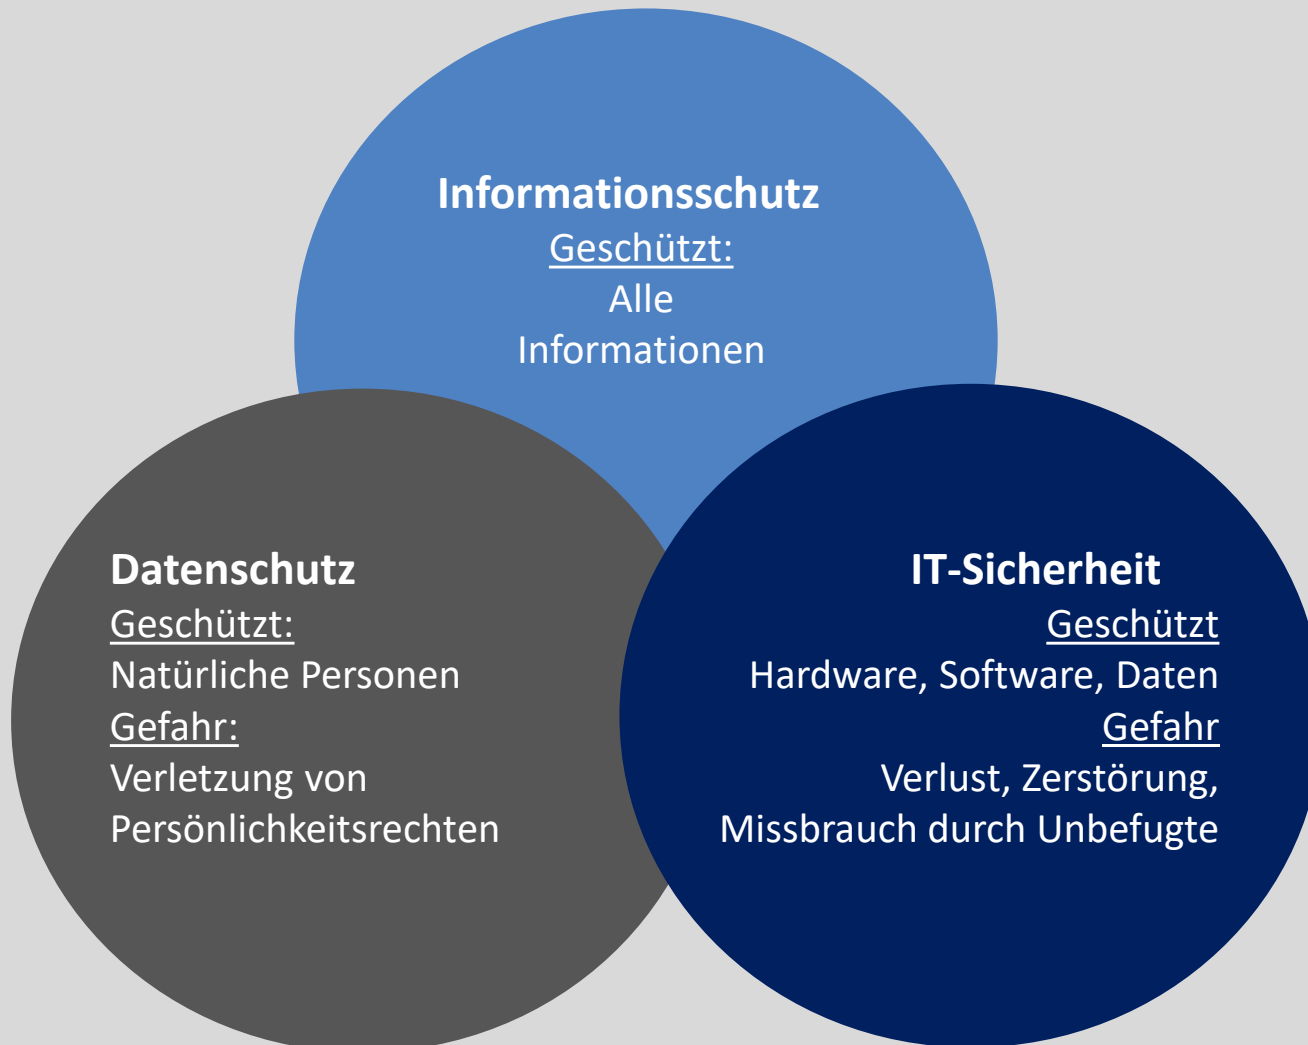 Informationsschutz
Geschützt:
Alle
Informationen
Datenschutz
Geschützt:
Natürliche Personen
Gefahr:
Verletzung von
Persönlichkeitsrechten
IT-Sicherheit
Geschützt
Hardware, Software, Daten
Gefahr
Verlust, Zerstörung,
Missbrauch durch Unbefugte